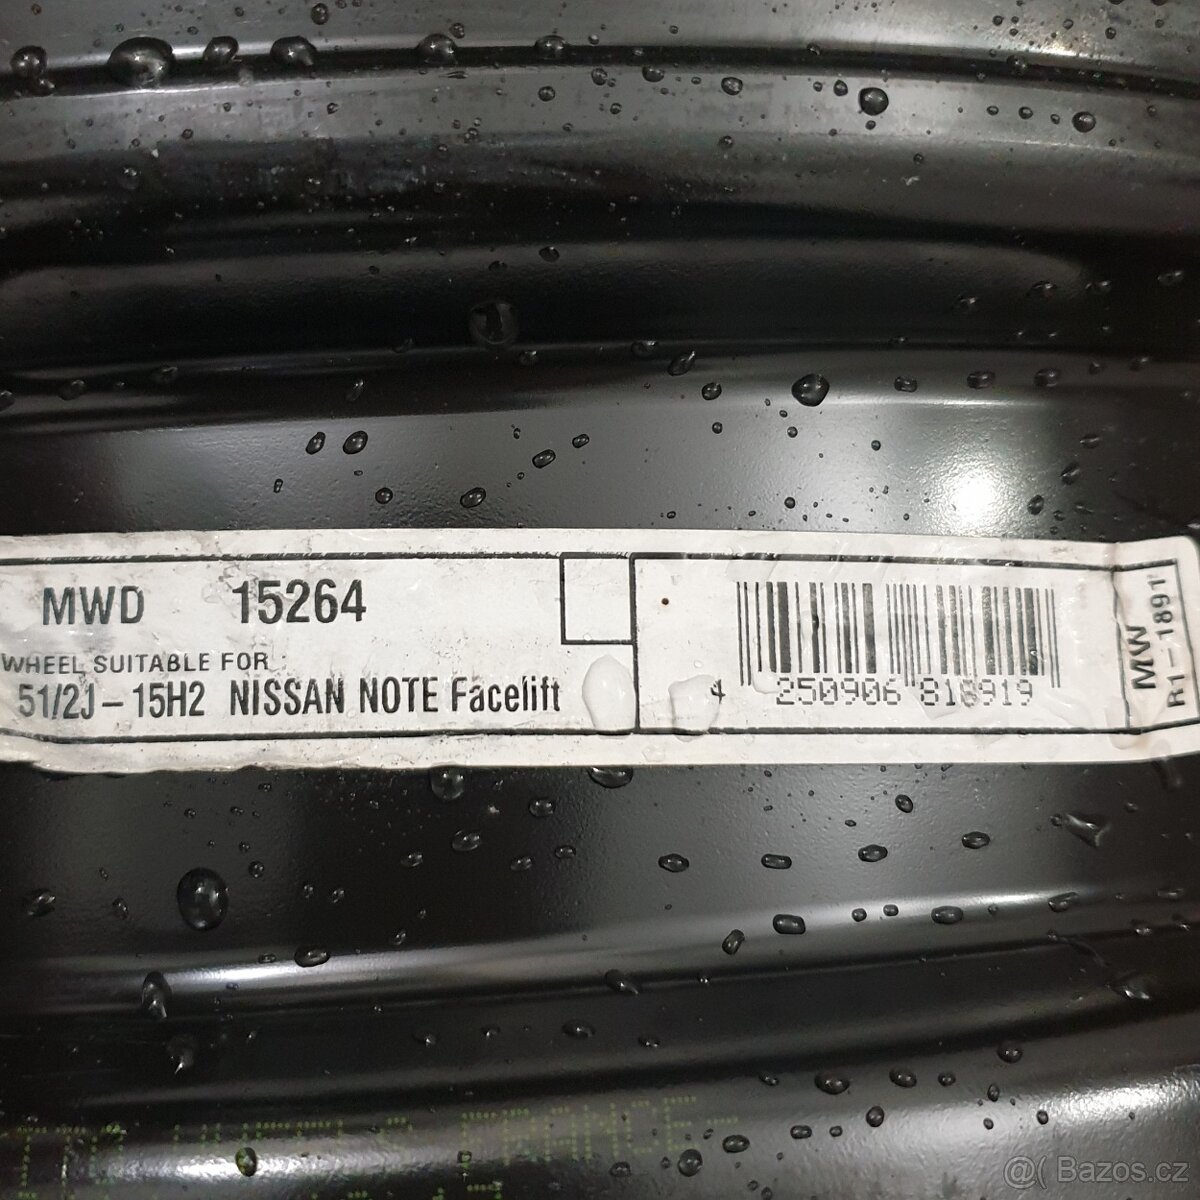 MWD 15264
WHEEL SUITABLE FOR :
51/2J-15H2 NISSAN NOTE Facelift
4 250906 818919
MW
R1-1891
FRANCE-
@( Bazos.cz